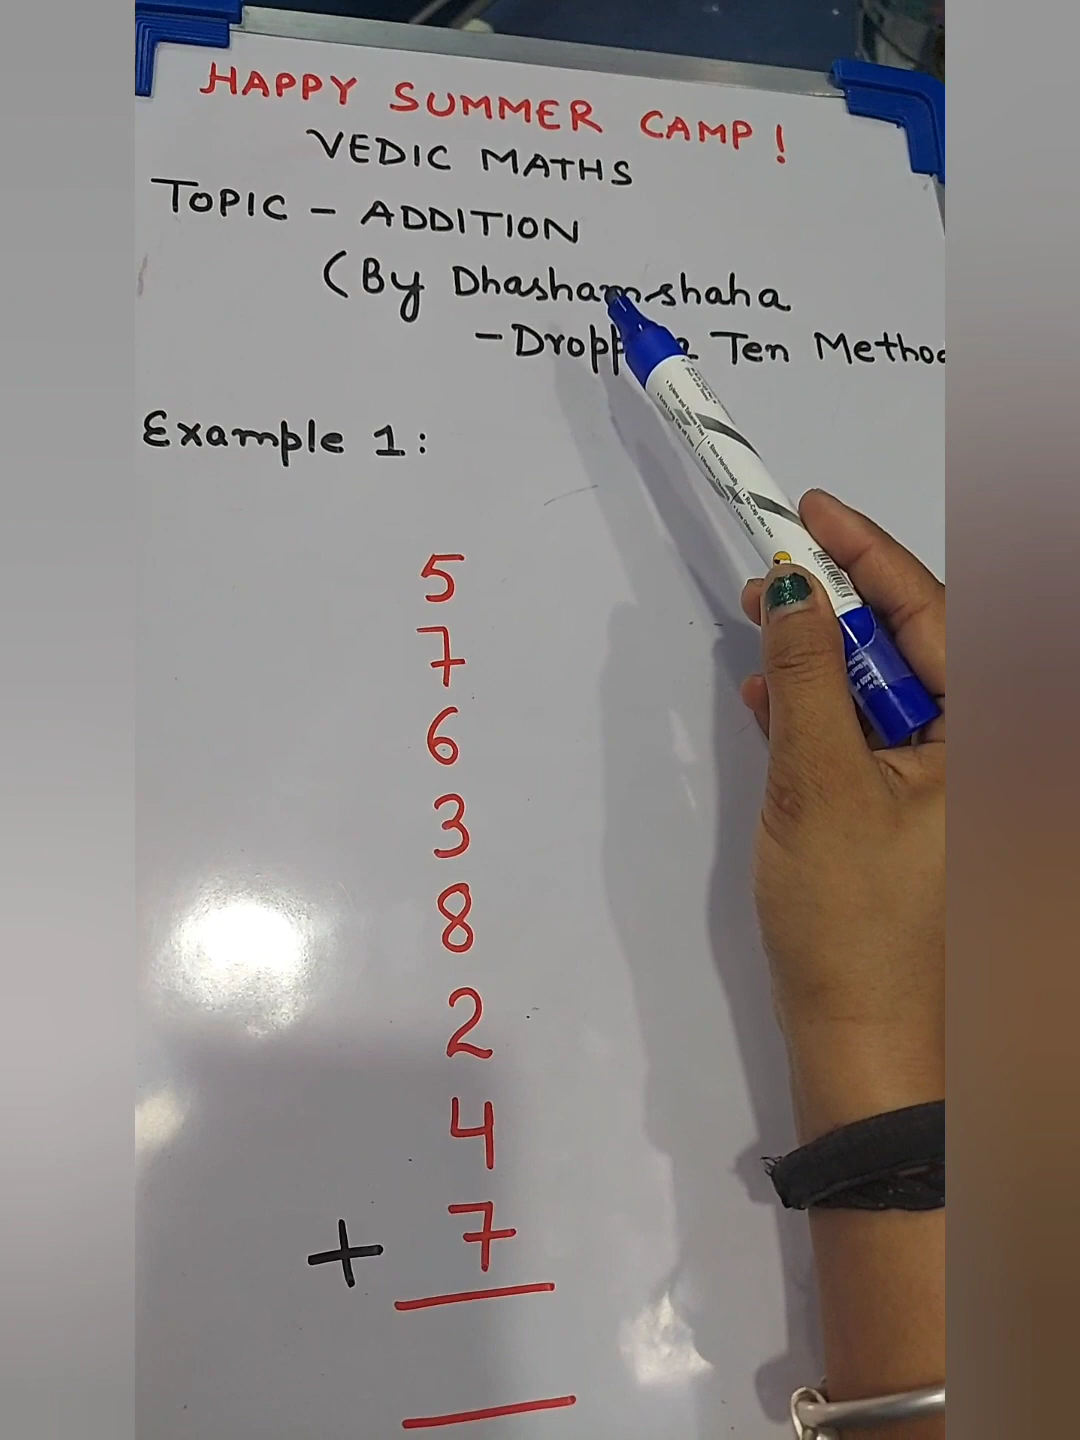 HAPPY SUMMER CAMP!
VEDIC MATHS
TOPIC - ADDITION
(By Dhashamshaha
- Ten Method
Example 1:
5
7
6
3
8
2
4
+ 7